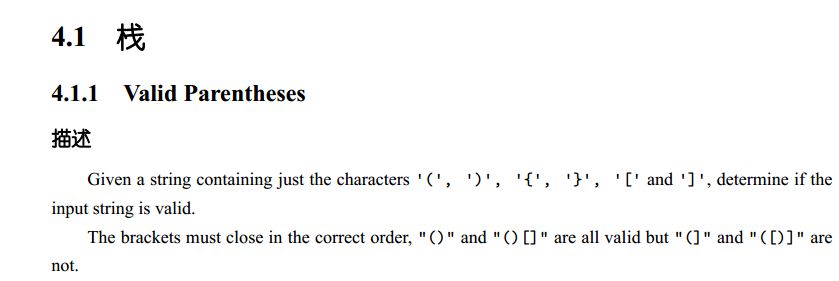 4.1 栈
4.1.1 Valid Parentheses
描述
Given a string containing just the characters '(', ')', '{', '}', '[' and ']', determine if the
input string is valid.
The brackets must close in the correct order, "()" and "()[]" are all valid but "(]" and "([)]" are
not.